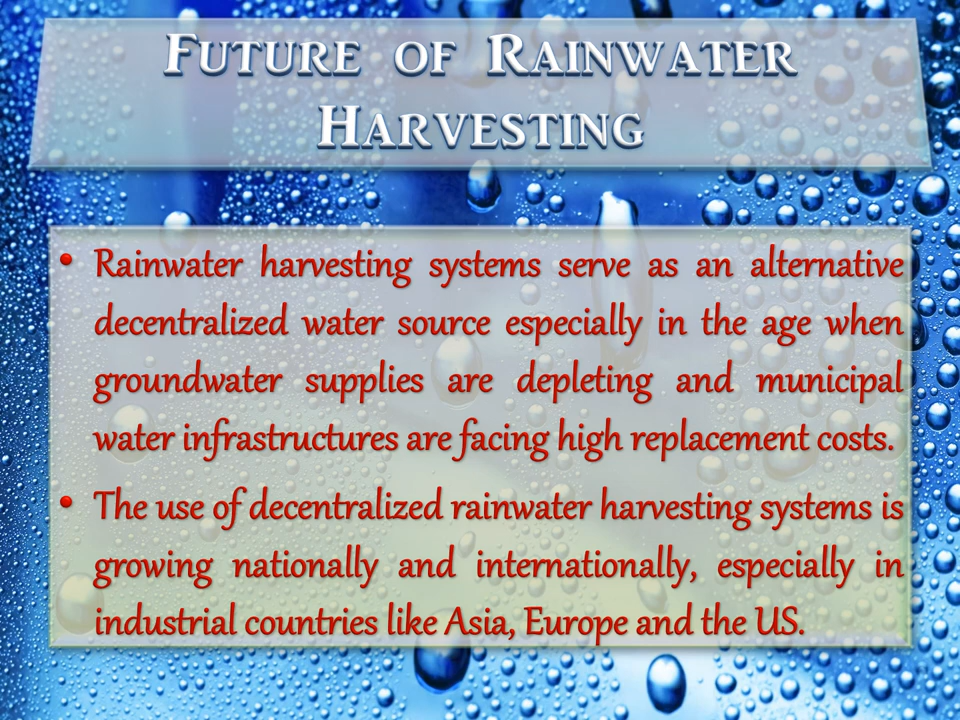 Future of Rainwater
Harvesting
• Rainwater harvesting systems serve as an alternative
decentralized water source especially in the age when
groundwater supplies are depleting and municipal
water infrastructures are facing high replacement costs.
• The use of decentralized rainwater harvesting systems is
growing nationally and internationally, especially in
industrial countries like Asia, Europe and the US.